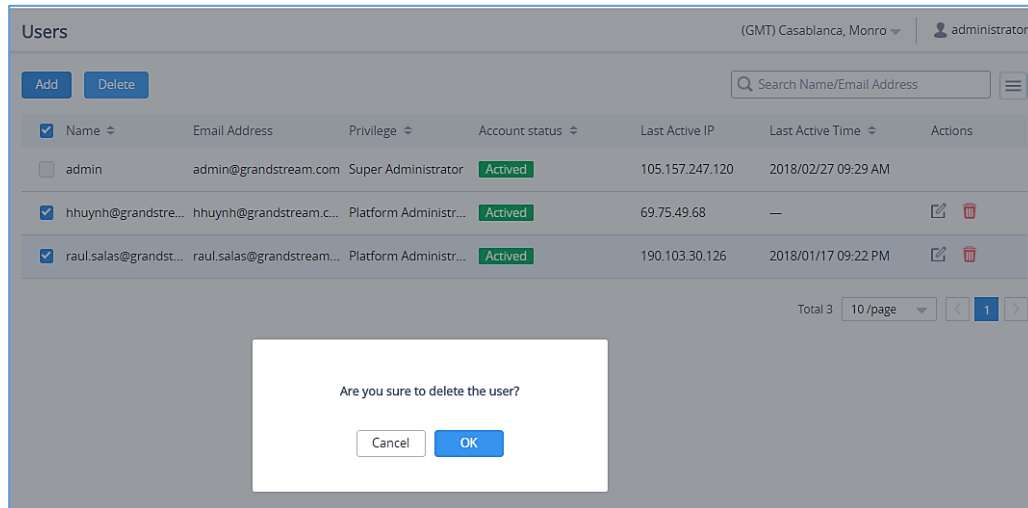 Users (GMT) Casablanca, Monro administrator
Add Delete Search Name/Email Address
Name Email Address Privilege Account status Last Active IP Last Active Time Actions
admin admin@grandstream.com Super Administrator Actived 105.157.247.120 2018/02/27 09:29 AM
hhuynh@grandstre... hhuynh@grandstream.c... Platform Administr... Actived 69.75.49.68 —
raul.salas@grandst... raul.salas@grandstream... Platform Administr... Actived 190.103.30.126 2018/01/17 09:22 PM
Total 3 10 /page < 1 >
Are you sure to delete the user?
Cancel OK